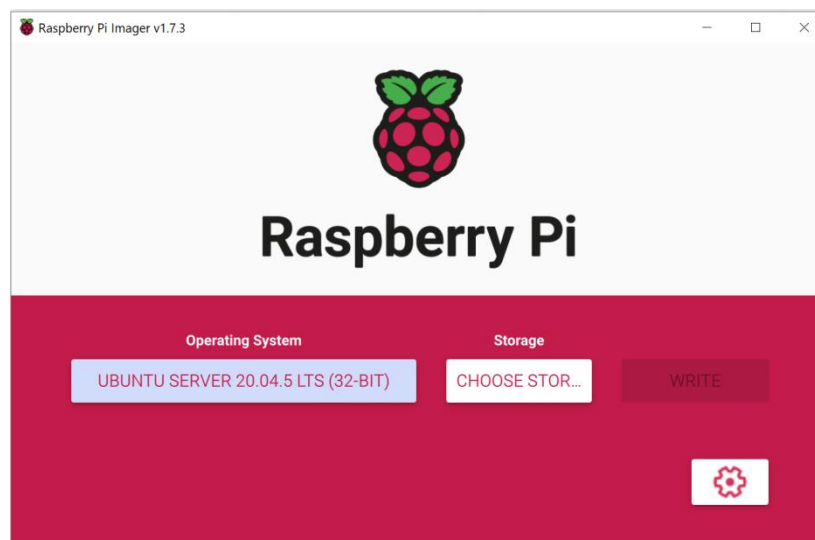 Raspberry Pi Imager v1.7.3
Raspberry Pi
Operating System
Storage
UBUNTU SERVER 20.04.5 LTS (32-BIT)
CHOOSE STOR...
WRITE